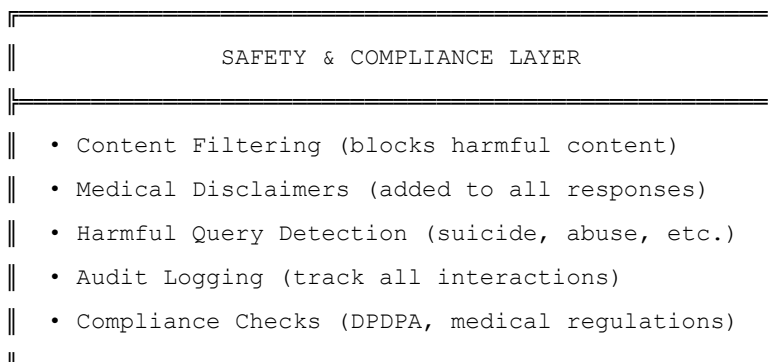 SAFETY & COMPLIANCE LAYER
• Content Filtering (blocks harmful content)
• Medical Disclaimers (added to all responses)
• Harmful Query Detection (suicide, abuse, etc.)
• Audit Logging (track all interactions)
• Compliance Checks (DPDPA, medical regulations)